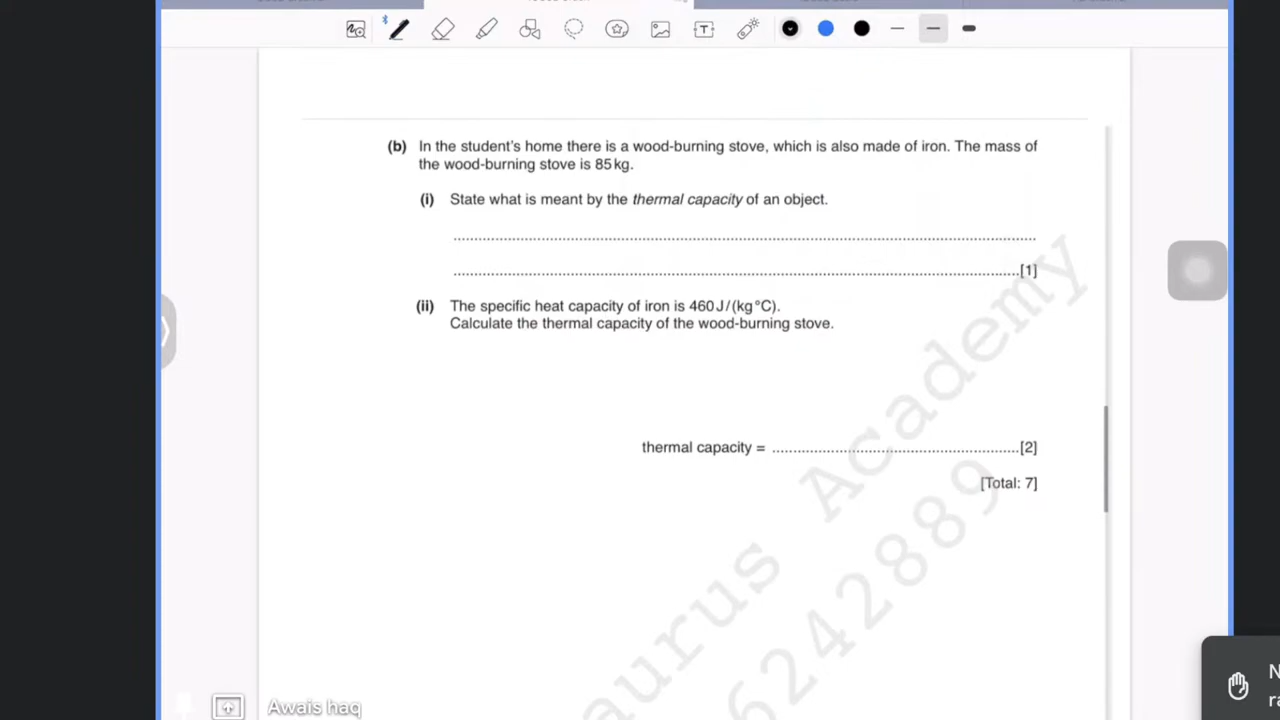 (b) In the student's home there is a wood-burning stove, which is also made of iron. The mass of
the wood-burning stove is 85 kg.
(i) State what is meant by the thermal capacity of an object.
..........................................................................................
..........................................................................................[1]
(ii) The specific heat capacity of iron is 460 J/(kg °C).
Calculate the thermal capacity of the wood-burning stove.
thermal capacity = ..........................................[2]
[Total: 7]
aurus Academy
6242889
Awais haq
N